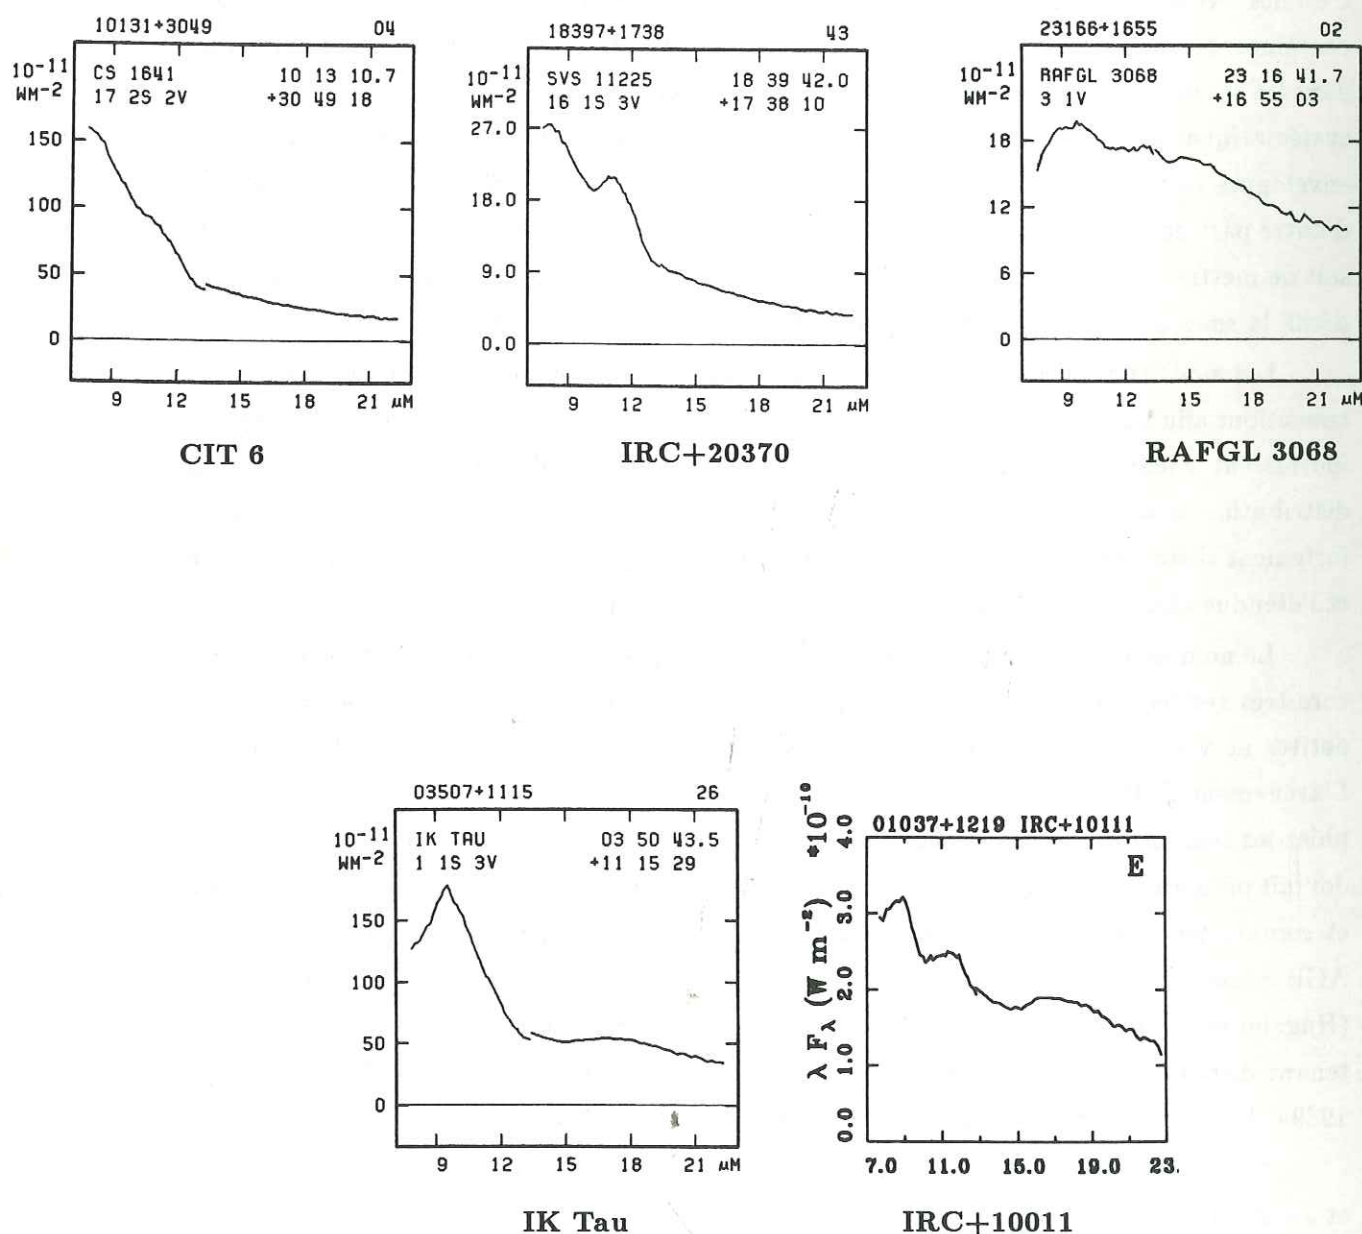 10131+3049 04
10-11
WM-2
CS 1641 10 13 10.7
17 2S 2V +30 49 18
150
100
50
0
9 12 15 18 21 μM
CIT 6
18397+1738 43
10-11
WM-2
SVS 11225 18 39 42.0
16 1S 3V +17 38 10
27.0
18.0
9.0
0.0
9 12 15 18 21 μM
IRC+20370
23166+1655 02
10-11
WM-2
RAFGL 3068 23 16 41.7
3 1V +16 55 03
18
12
6
0
9 12 15 18 21 μM
RAFGL 3068
03507+1115 26
10-11
WM-2
IK TAU 03 50 43.5
1 1S 3V +11 15 29
150
100
50
0
9 12 15 18 21 μM
IK Tau
01037+1219 IRC+10111
E
λ Fλ (W m-2) *10-10
4.0
3.0
2.0
1.0
0.0
7.0 11.0 15.0 19.0 23.
IRC+10011